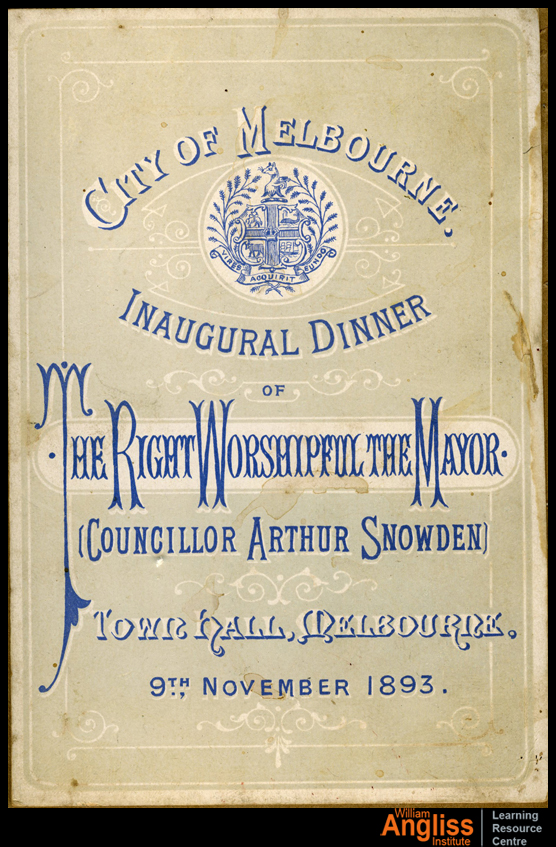 CITY OF MELBOURNE.
VIRES ACQUIRIT EUNDO
INAUGURAL DINNER
OF
·THE RIGHT WORSHIPFUL THE MAYOR·
(COUNCILLOR ARTHUR SNOWDEN)
TOWN HALL, MELBOURNE.
9TH, NOVEMBER 1893.
William
Angliss
Institute
Learning
Resource
Centre